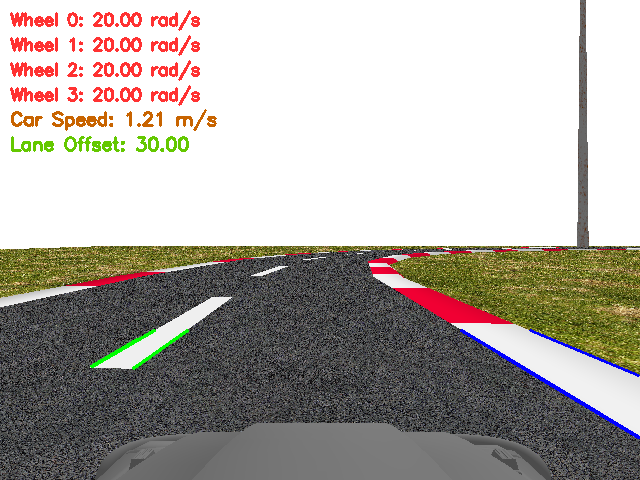 Wheel 0: 20.00 rad/s
Wheel 1: 20.00 rad/s
Wheel 2: 20.00 rad/s
Wheel 3: 20.00 rad/s
Car Speed: 1.21 m/s
Lane Offset: 30.00